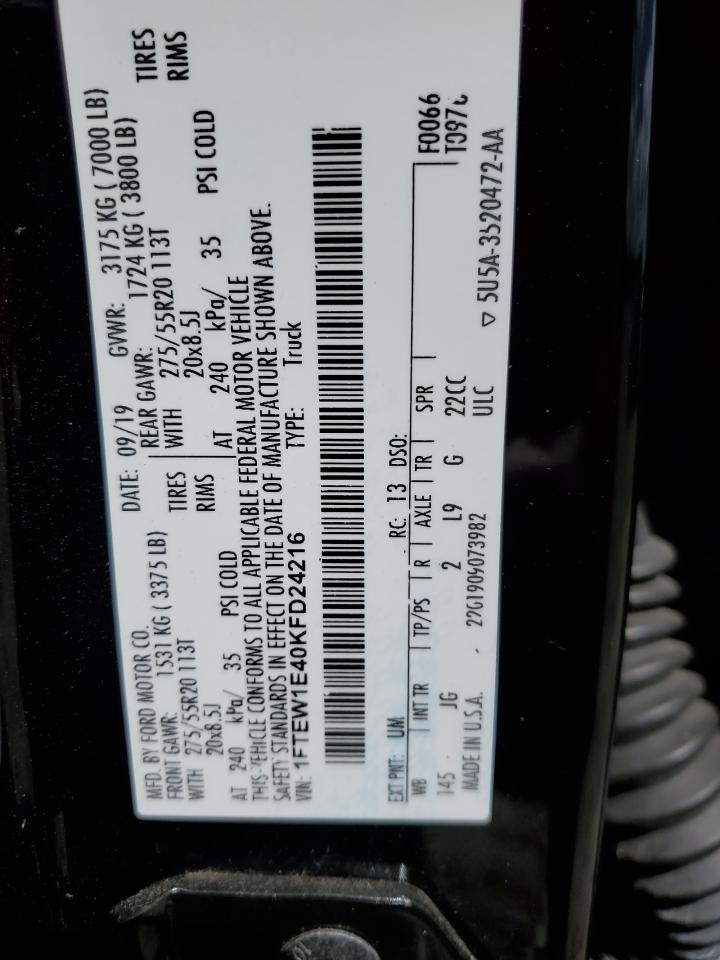 MFD. BY FORD MOTOR CO. DATE: 09/19 GVWR: 3175 KG ( 7000 LB)
FRONT GAWR: 1531 KG ( 3375 LB) REAR GAWR: 1724 KG ( 3800 LB)
WITH 275/55R20 113T TIRES WITH 275/55R20 113T TIRES
20x8.5J RIMS 20x8.5J RIMS
AT 240 kPa/ 35 PSI COLD AT 240 kPa/ 35 PSI COLD
THIS VEHICLE CONFORMS TO ALL APPLICABLE FEDERAL MOTOR VEHICLE
SAFETY STANDARDS IN EFFECT ON THE DATE OF MANUFACTURE SHOWN ABOVE.
VIN: 1FTEW1E40KFD24216 TYPE: Truck
EXT PNT: UM RC: 13 DSO: F0066
WB INT TR TP/PS R AXLE TR SPR
145 JG 2 L9 G 22CC
ULC
MADE IN U.S.A. 5U5A-3520472-AA